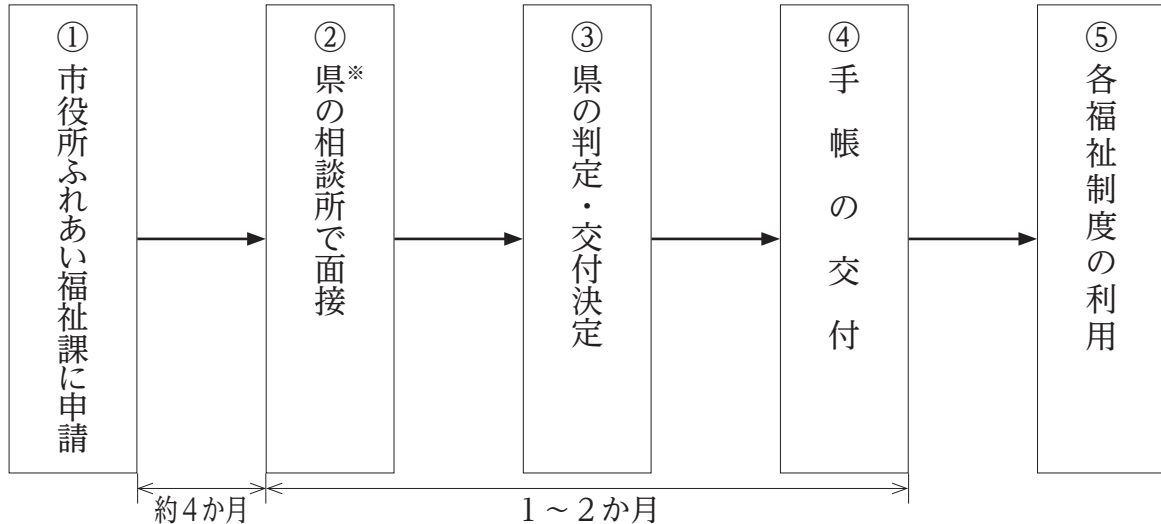 ①市役所ふれあい福祉課に申請
②県※の相談所で面接
③県の判定・交付決定
④手帳の交付
⑤各福祉制度の利用
約4か月
1～2か月